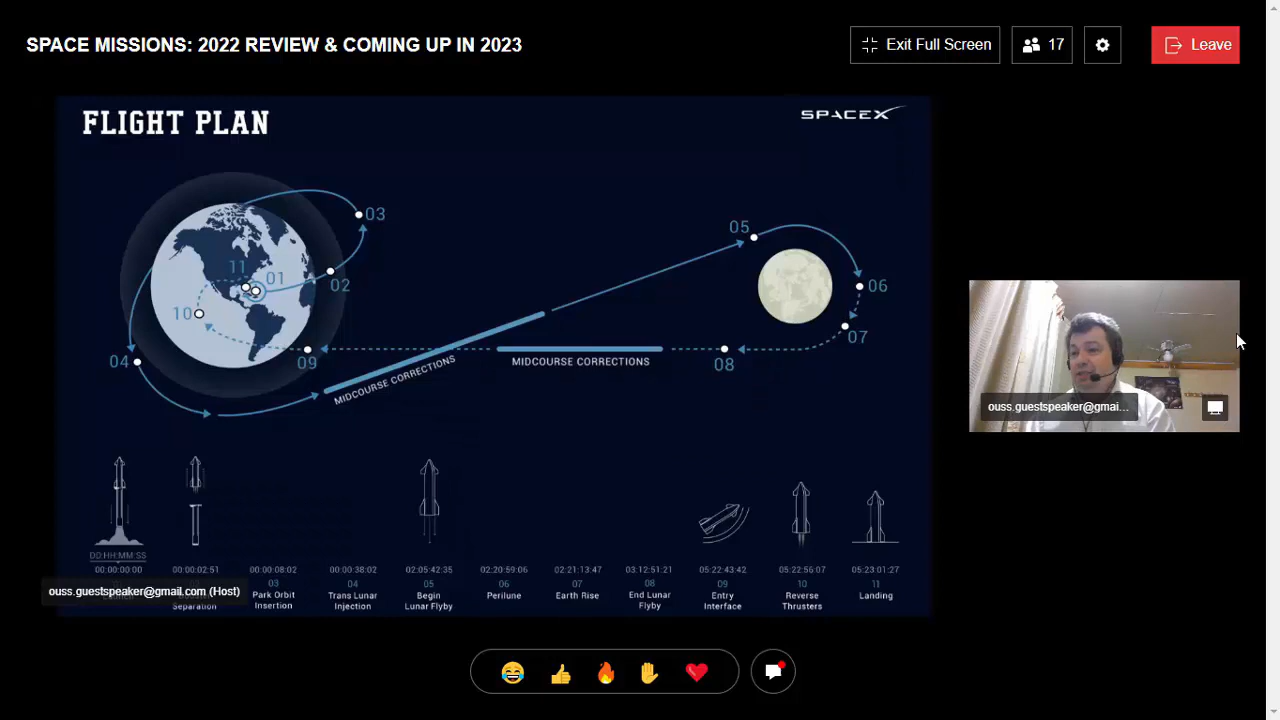 SPACE MISSIONS: 2022 REVIEW & COMING UP IN 2023
Exit Full Screen
17
Leave
FLIGHT PLAN
SPACEX
03
05
11
01
02
06
10
07
04
09
08
MIDCOURSE CORRECTIONS
MIDCOURSE CORRECTIONS
ouss.guestspeaker@gmai...
DD:HH:MM:SS
00:00:00:00
00:00:02:51
00:00:08:02
00:00:38:02
02:05:42:35
02:20:59:06
02:21:13:47
03:12:51:21
05:22:43:42
05:22:56:07
05:23:01:27
03
04
05
06
07
08
09
10
11
ouss.guestspeaker@gmail.com (Host)
Separation
Park Orbit
Insertion
Trans Lunar
Injection
Begin
Lunar Flyby
Perilune
Earth Rise
End Lunar
Flyby
Entry
Interface
Reverse
Thrusters
Landing